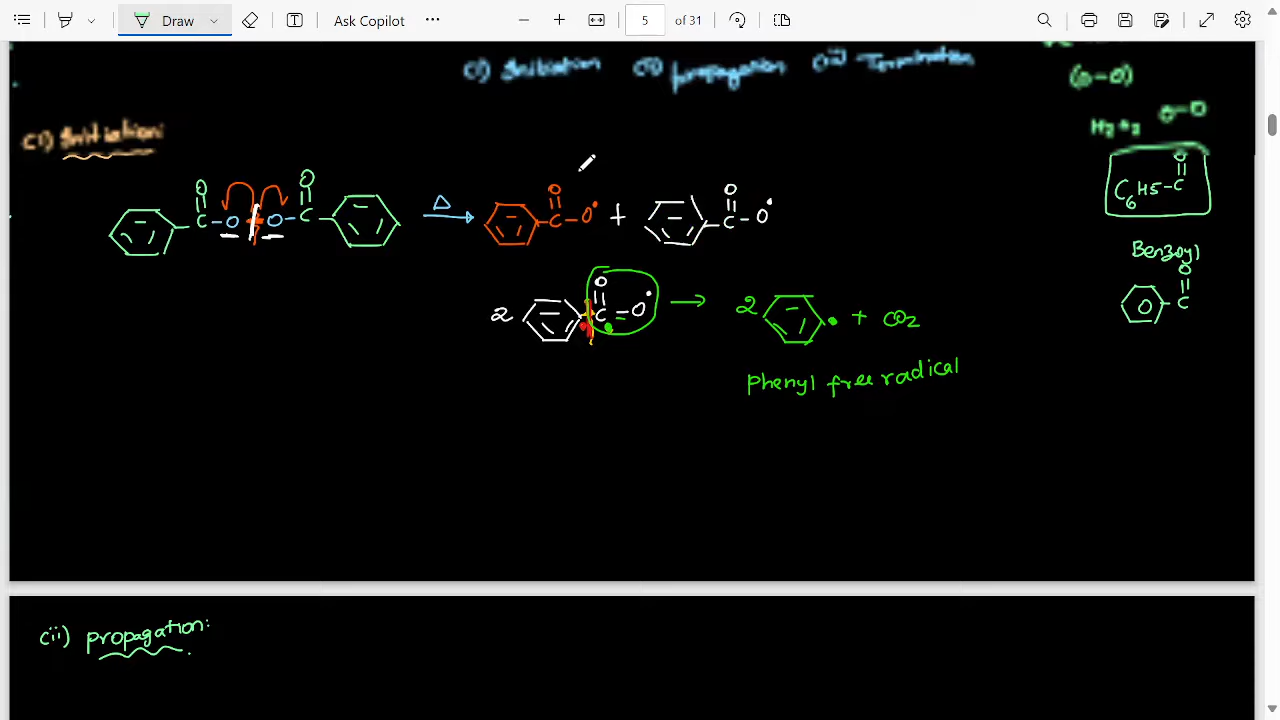 Draw
Ask Copilot
5 of 31
(i) Initiation (ii) propagation (iii) Termination
(O-O)
O-O
(i) Initiation:
C6H5-C
O
O O
C-O O-C
Δ
O
C-O•
+
O
C-O•
Benzoyl
O
C
2
O
C-O•
→ 2 • + CO2
phenyl free radical
(ii) propagation: